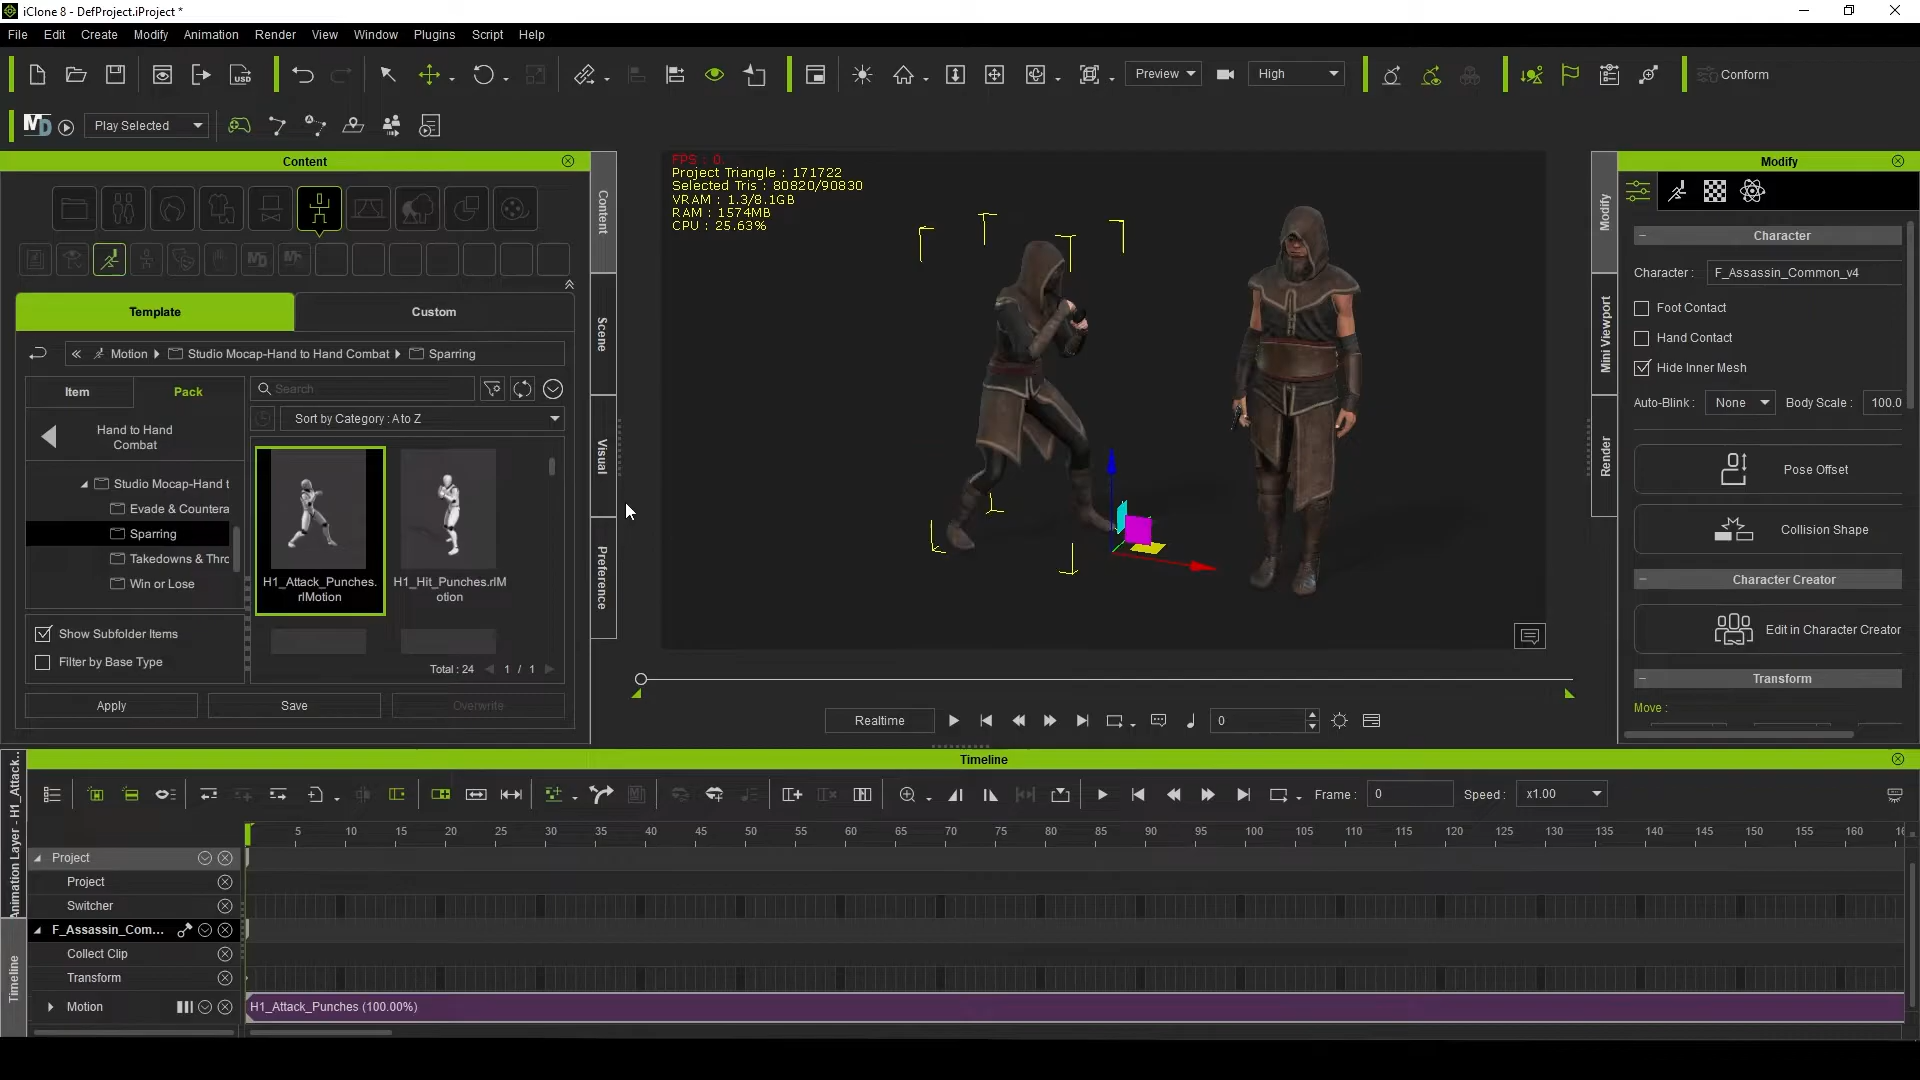 iClone 8 - DefProject.iProject *
File Edit Create Modify Animation Render View Window Plugins Script Help
USD
Preview
High
Conform
MD
Play Selected
Content
MD
Template
Custom
« Motion Studio Mocap-Hand to Hand Combat Sparring
Item
Pack
Search
Sort by Category : A to Z
Hand to Hand
Combat
Studio Mocap-Hand t
Evade & Countera
Sparring
Takedowns & Thrc
Win or Lose
H1_Attack_Punches.
rlMotion
H1_Hit_Punches.rlM
otion
Show Subfolder Items
Filter by Base Type
Total : 24 1 / 1
Apply
Save
Overwrite
Content
Scene
Visual
Preference
FPS : 0.
Project Triangle : 171722
Selected Tris : 80820/90830
VRAM : 1.3/8.1GB
RAM : 1574MB
CPU : 25.63%
Realtime
0
Modify
Mini Viewport
Render
Modify
Character
Character : F_Assassin_Common_v4
Foot Contact
Hand Contact
Hide Inner Mesh
Auto-Blink : None Body Scale : 100.0
Pose Offset
Collision Shape
Character Creator
Edit in Character Creator
Transform
Move :
Timeline
Animation Layer - H1_Attack..
Timeline
Frame : 0 Speed : x1.00
5 10 15 20 25 30 35 40 45 50 55 60 65 70 75 80 85 90 95 100 105 110 115 120 125 130 135 140 145 150 155 160
Project
Project
Switcher
F_Assassin_Com...
Collect Clip
Transform
Motion
H1_Attack_Punches (100.00%)